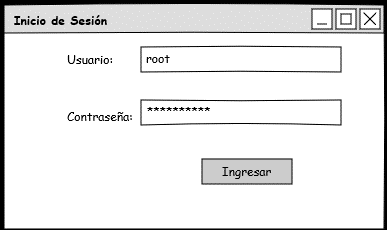 Inicio de Sesión
Usuario: root
Contraseña: **********
Ingresar